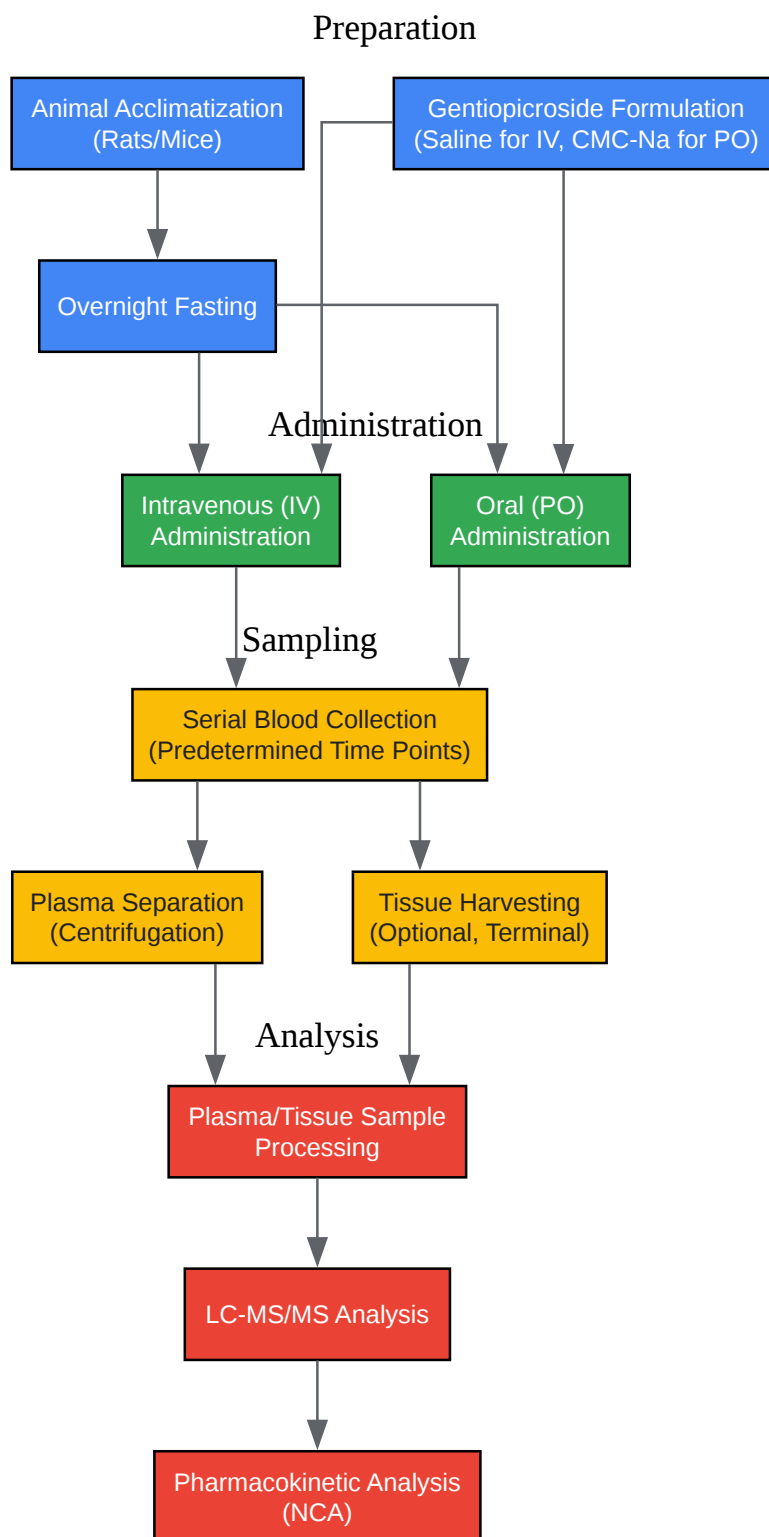 Preparation
Animal Acclimatization
(Rats/Mice)
Gentiopicroside Formulation
(Saline for IV, CMC-Na for PO)
Overnight Fasting
Administration
Intravenous (IV)
Administration
Oral (PO)
Administration
Sampling
Serial Blood Collection
(Predetermined Time Points)
Plasma Separation
(Centrifugation)
Tissue Harvesting
(Optional, Terminal)
Analysis
Plasma/Tissue Sample
Processing
LC-MS/MS Analysis
Pharmacokinetic Analysis
(NCA)